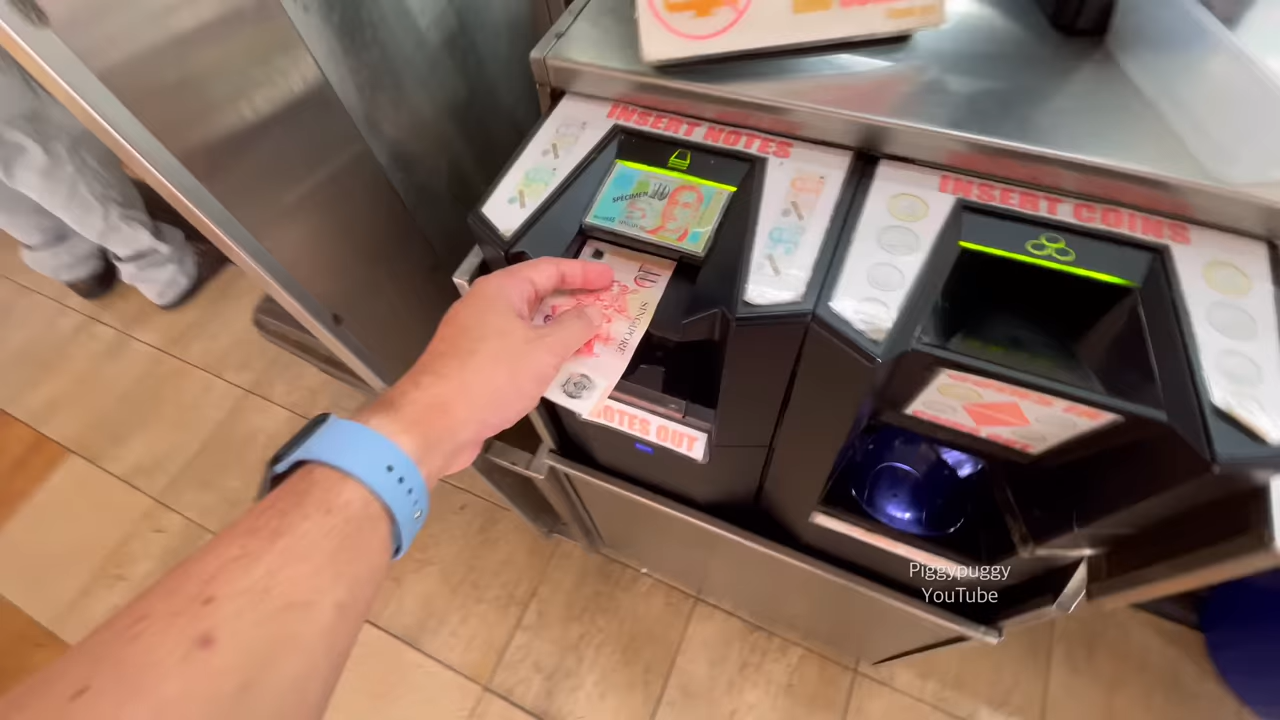 INSERT NOTES
INSERT COINS
SPECIMEN
10
SINGAPORE
NOTES OUT
Piggypuggy
YouTube